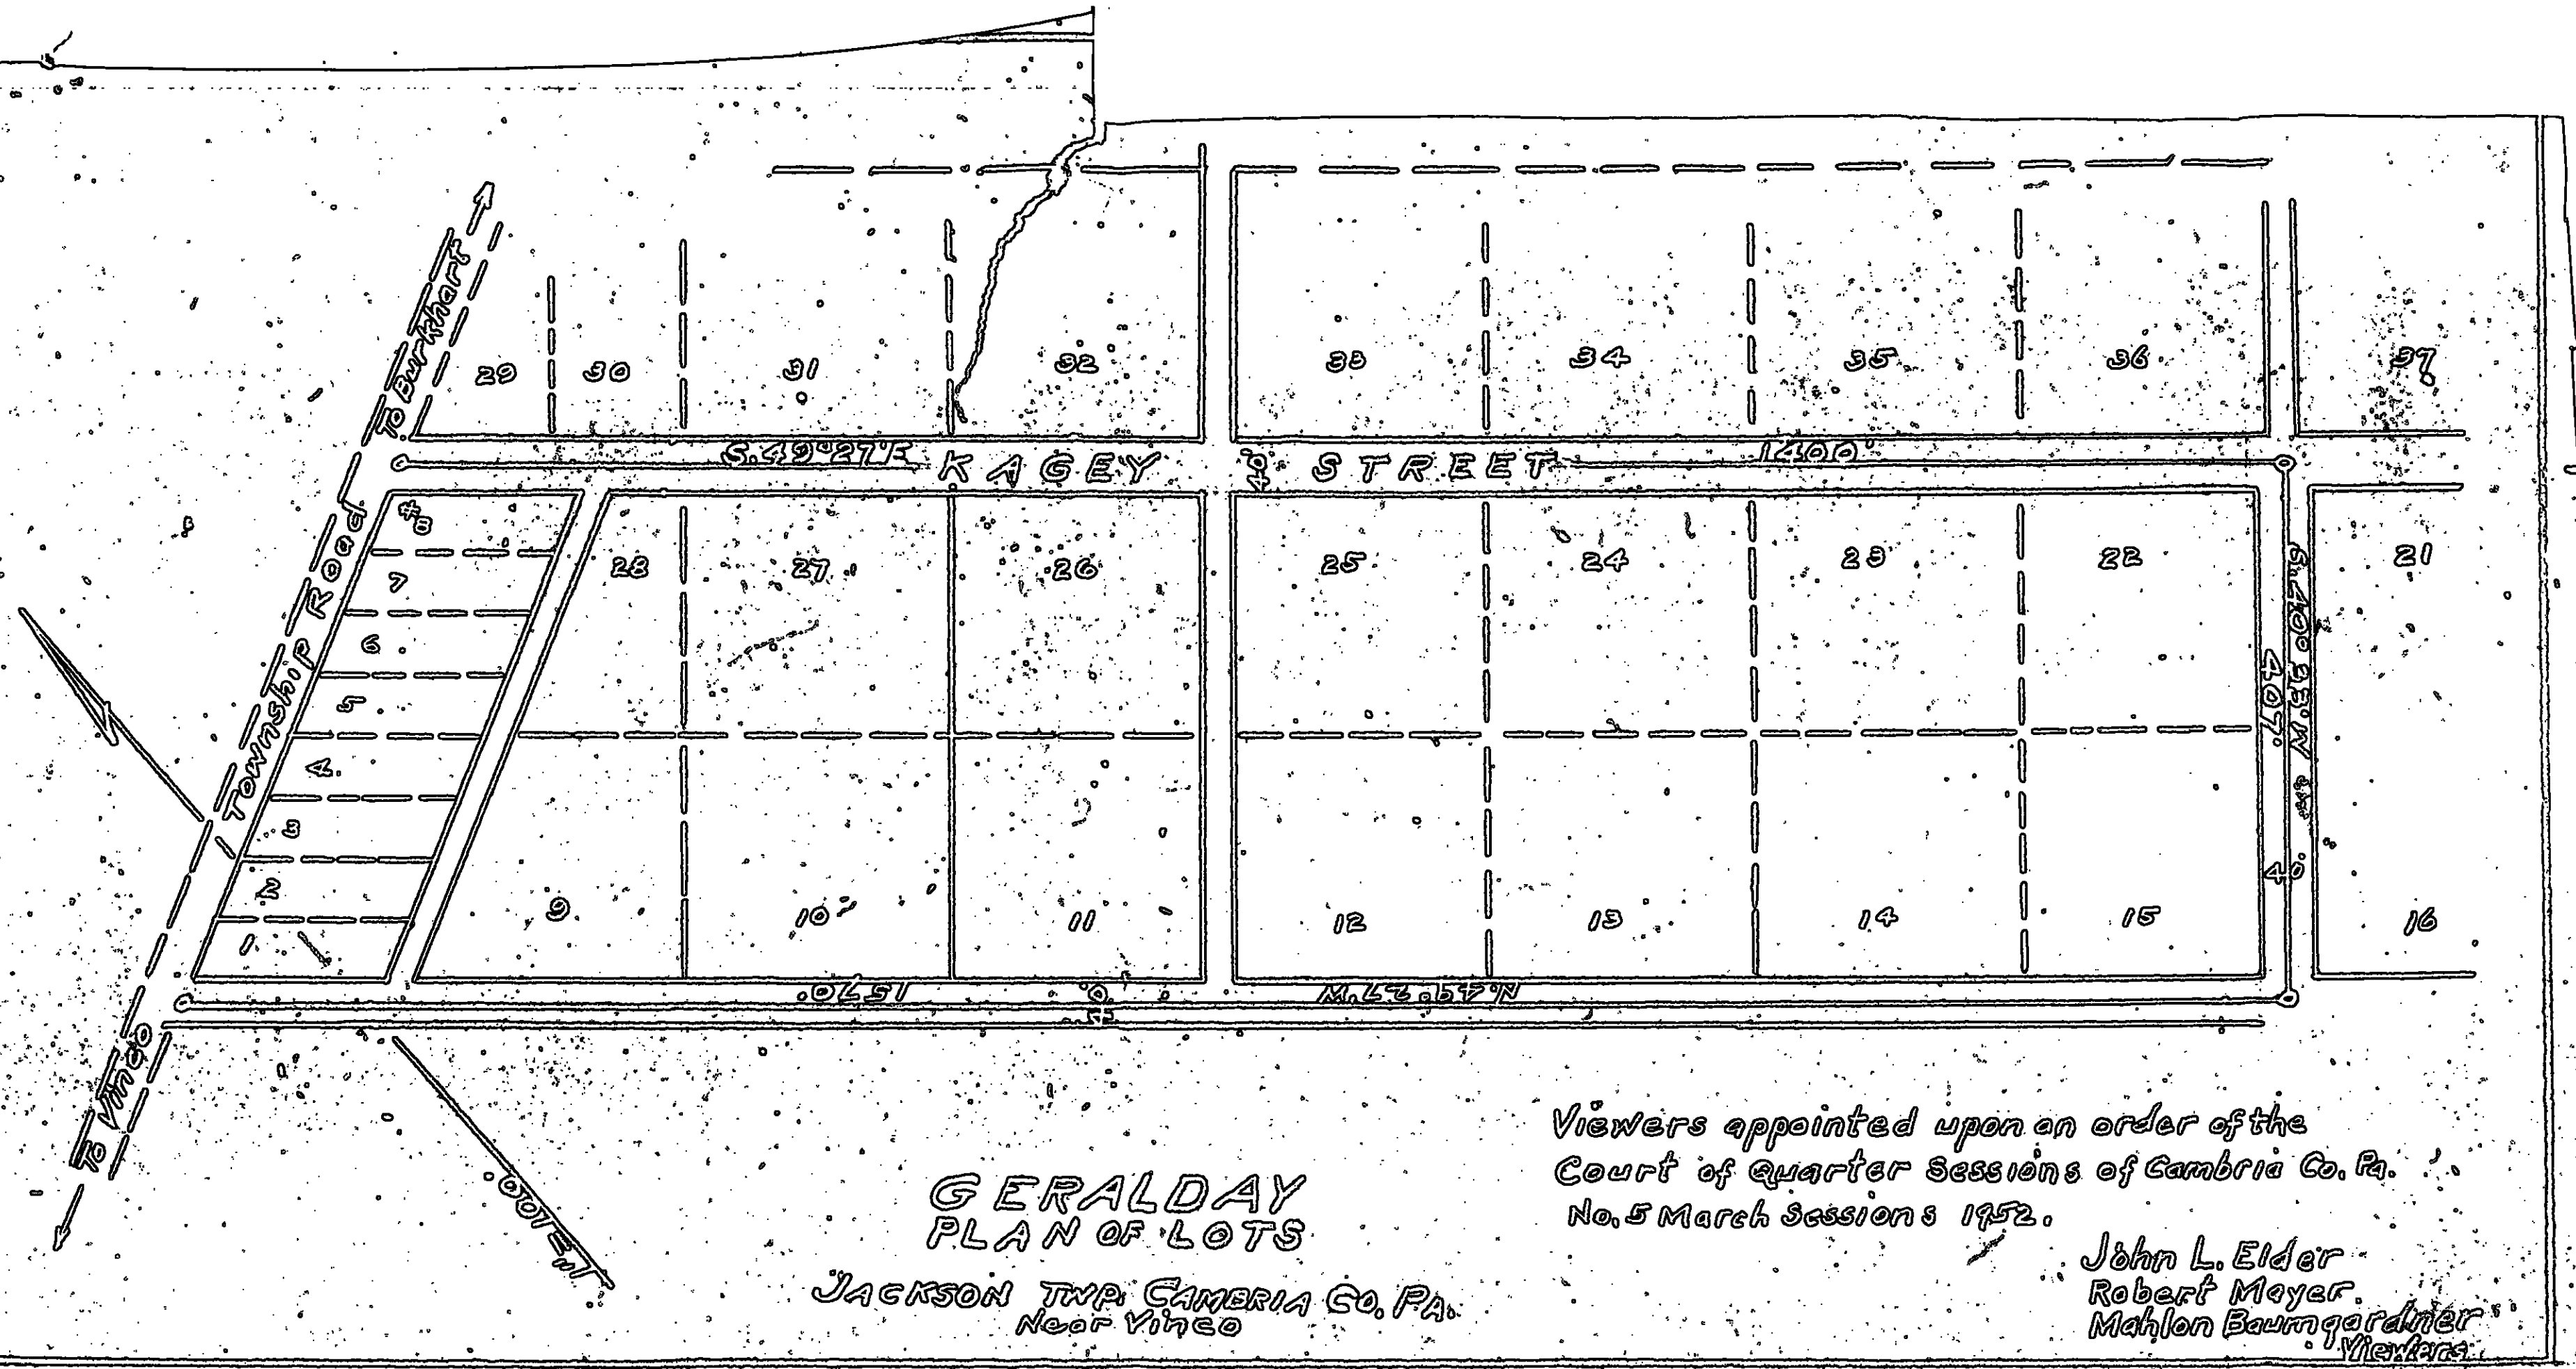 To Burkhart
29
30
31
32
33
34
35
36
37
S.49°27'E
KAGEY
40'
STREET
1400'
#8
7
6
5
4
3
2
1
Township Road
28
27
26
25
24
23
22
21
S.40° 33' W.
407.
40.
9
10
11
12
13
14
15
16
1570.
40.
N.49° 27' W
To Vinco
1"=100'
GERALDAY
PLAN OF LOTS
JACKSON TWP. CAMBRIA CO. PA.
Near Vinco
Viewers appointed upon an order of the
Court of Quarter Sessions of Cambria Co. Pa.
No. 5 March Sessions 1952.
John L. Elder
Robert Mayer.
Mahlon Baumgardner
Viewers